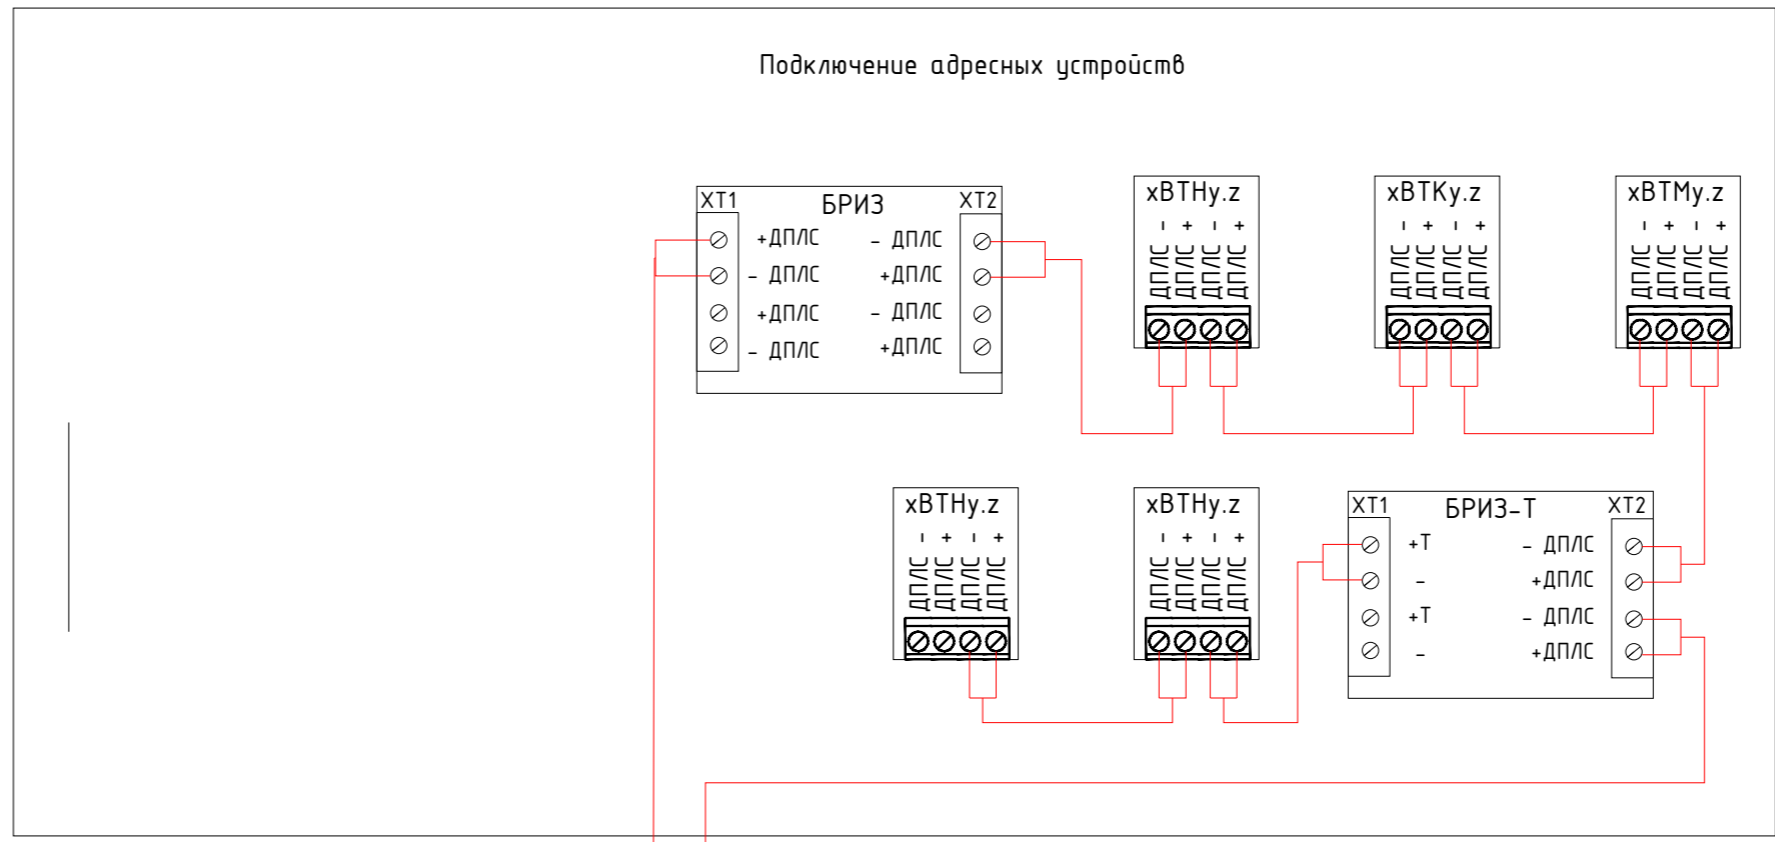 Подключение адресных устройств
XT1 БРИЗ XT2
+ДПЛС - ДПЛС
- ДПЛС +ДПЛС
+ДПЛС - ДПЛС
- ДПЛС +ДПЛС
xBTHy.z
- + - +
ДПЛС ДПЛС ДПЛС ДПЛС
xBTKy.z
- + - +
ДПЛС ДПЛС ДПЛС ДПЛС
xBTMy.z
- + - +
ДПЛС ДПЛС ДПЛС ДПЛС
xBTHy.z
- + - +
ДПЛС ДПЛС ДПЛС ДПЛС
xBTHy.z
- + - +
ДПЛС ДПЛС ДПЛС ДПЛС
XT1 БРИЗ-Т XT2
+Т - ДПЛС
- +ДПЛС
+Т - ДПЛС
- +ДПЛС